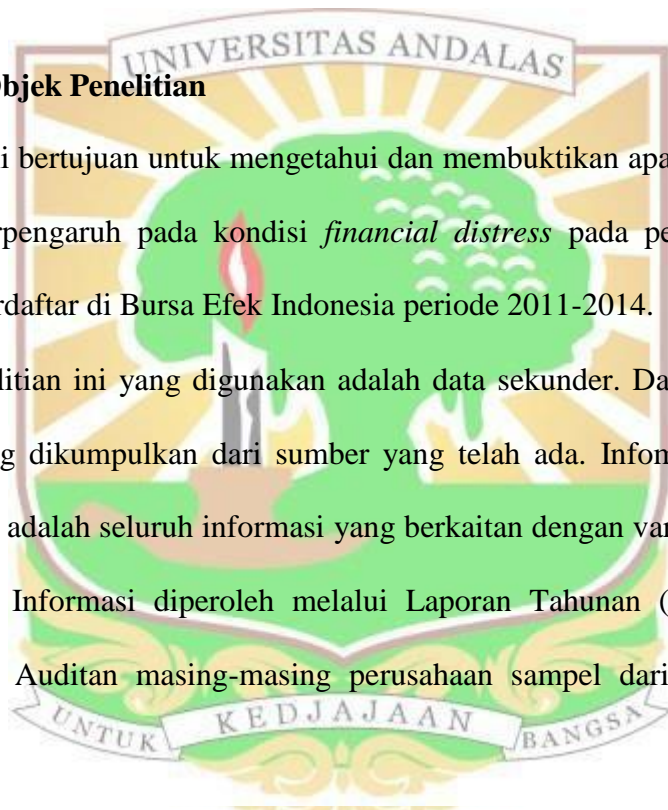 UNIVERSITAS ANDALAS
Objek Penelitian
i bertujuan untuk mengetahui dan membuktikan apa
rpengaruh pada kondisi financial distress pada pe
rdaftar di Bursa Efek Indonesia periode 2011-2014.
litian ini yang digunakan adalah data sekunder. Da
g dikumpulkan dari sumber yang telah ada. Infom
adalah seluruh informasi yang berkaitan dengan var
Informasi diperoleh melalui Laporan Tahunan (
Auditan masing-masing perusahaan sampel dari
UNTUK KEDJAJAAN BANGSA